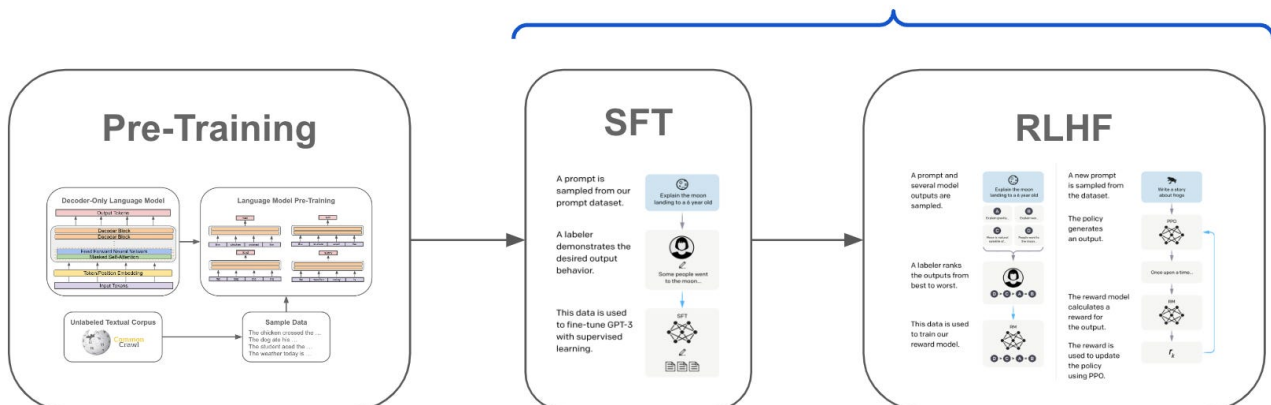 Pre-Training
Decoder-Only Language Model
Output Tokens
Decoder Block
Decoder Block
Feed Forward Neural Network
Masked Self-Attention
Token/Position Embedding
Input Tokens
Language Model Pre-Training
Unlabeled Textual Corpus
Common
Crawl
Sample Data
The chicken crossed the ...
The dog ate his ...
The student aced the ...
The weather today is ...
SFT
A prompt is
sampled from our
prompt dataset.
Explain the moon
landing to a 6 year old
A labeler
demonstrates the
desired output
behavior.
Some people went
to the moon...
This data is used
to fine-tune GPT-3
with supervised
learning.
SFT
RLHF
A prompt and
several model
outputs are
sampled.
Explain the moon
landing to a 6 year old
A
B
C
D
A labeler ranks
the outputs from
best to worst.
D > C > A = B
This data is used
to train our
reward model.
RM
D > C > A = B
A new prompt
is sampled from
the dataset.
Write a story
about frogs
The policy
generates
an output.
PPO
Once upon a time...
The reward model
calculates a
reward for
the output.
RM
The reward is
used to update
the policy
using PPO.
rk